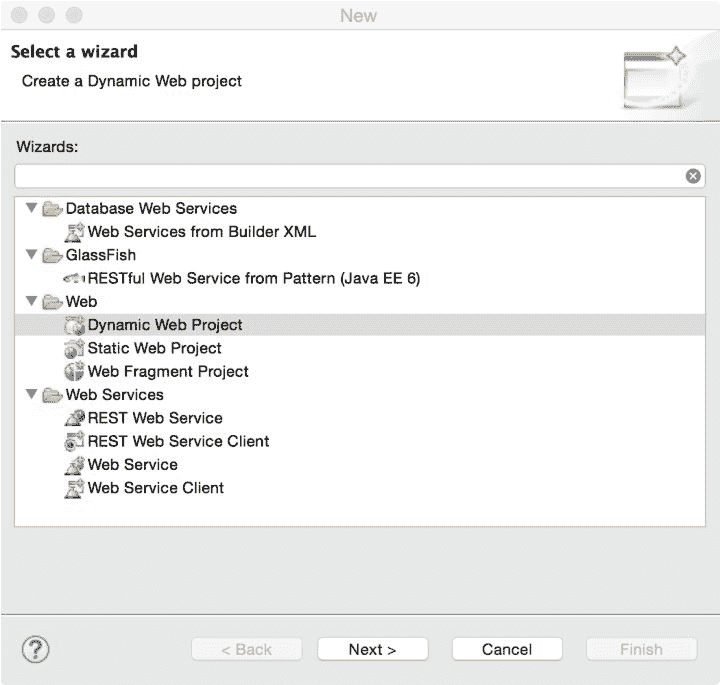 New
Select a wizard
Create a Dynamic Web project
Wizards:
Database Web Services
Web Services from Builder XML
GlassFish
RESTful Web Service from Pattern (Java EE 6)
Web
Dynamic Web Project
Static Web Project
Web Fragment Project
Web Services
REST Web Service
REST Web Service Client
Web Service
Web Service Client
? < Back Next > Cancel Finish